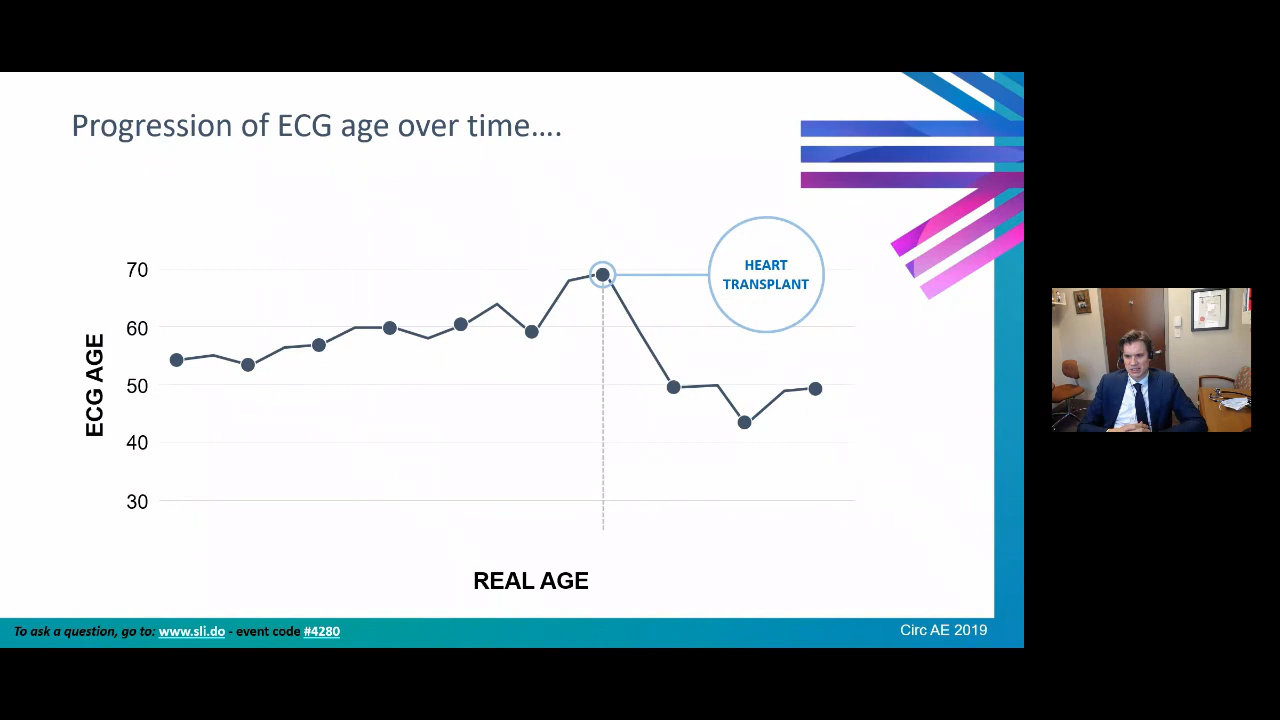 Progression of ECG age over time....
HEART
TRANSPLANT
70
60
50
40
30
ECG AGE
REAL AGE
To ask a question, go to: www.sli.do - event code #4280
Circ AE 2019